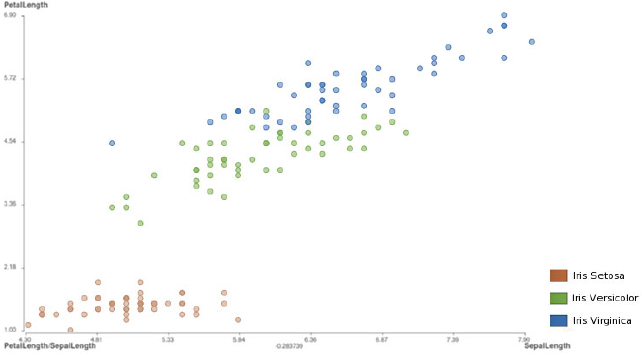 PetalLength
6.90
5.72
4.54
3.36
2.18
1.00
4.30 4.81 5.33 5.84 6.36 6.87 7.39 7.90
PetalLength/SepalLength 0.283739 SepalLength
Iris Setosa
Iris Versicolor
Iris Virginica